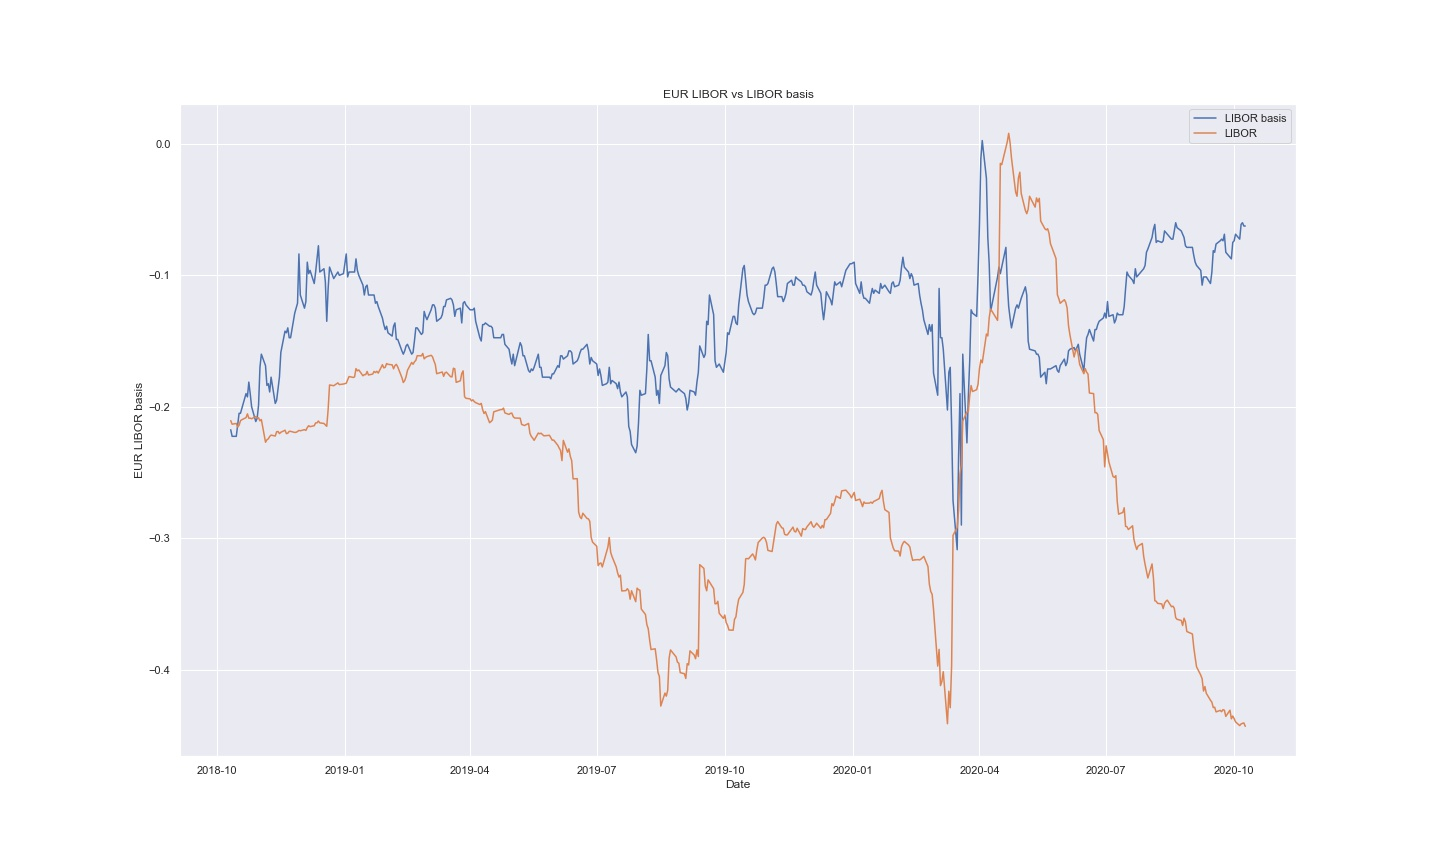 EUR LIBOR vs LIBOR basis
LIBOR basis
LIBOR
EUR LIBOR basis
0.0
−0.1
−0.2
−0.3
−0.4
2018-10 2019-01 2019-04 2019-07 2019-10 2020-01 2020-04 2020-07 2020-10
Date